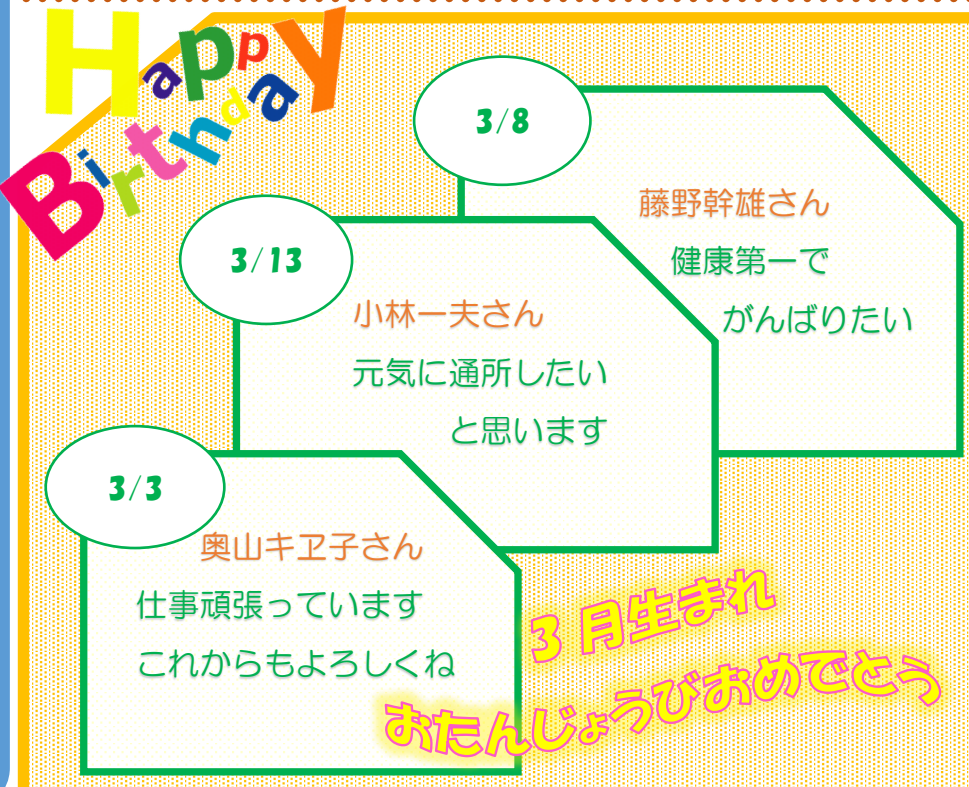 Happy
Birthday
3/8
藤野幹雄さん
健康第一で
がんばりたい
3/13
小林一夫さん
元気に通所したい
と思います
3/3
奥山キヱ子さん
仕事頑張っています
これからもよろしくね
3月生まれ
おたんじょうびおめでとう